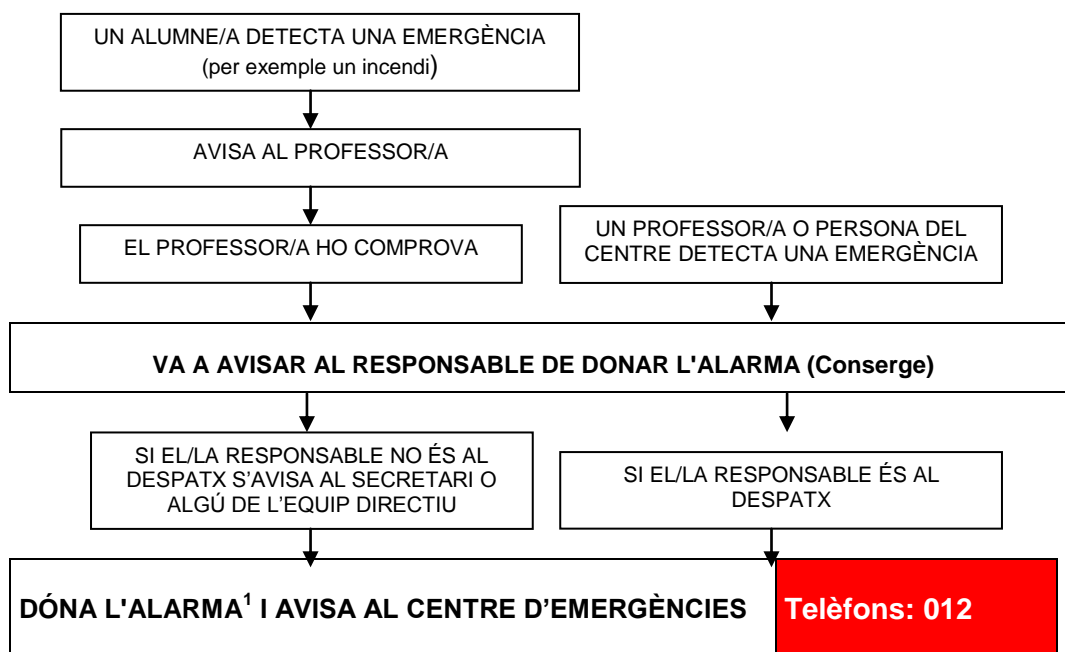 UN ALUMNE/A DETECTA UNA EMERGÈNCIA
(per exemple un incendi)
AVISA AL PROFESSOR/A
EL PROFESSOR/A HO COMPROVA
UN PROFESSOR/A O PERSONA DEL
CENTRE DETECTA UNA EMERGÈNCIA
VA A AVISAR AL RESPONSABLE DE DONAR L'ALARMA (Conserge)
SI EL/LA RESPONSABLE NO ÉS AL
DESPATX S’AVISA AL SECRETARI O
ALGÚ DE L’EQUIP DIRECTIU
SI EL/LA RESPONSABLE ÉS AL
DESPATX
DÓNA L'ALARMA¹ I AVISA AL CENTRE D’EMERGÈNCIES
Telèfons: 012